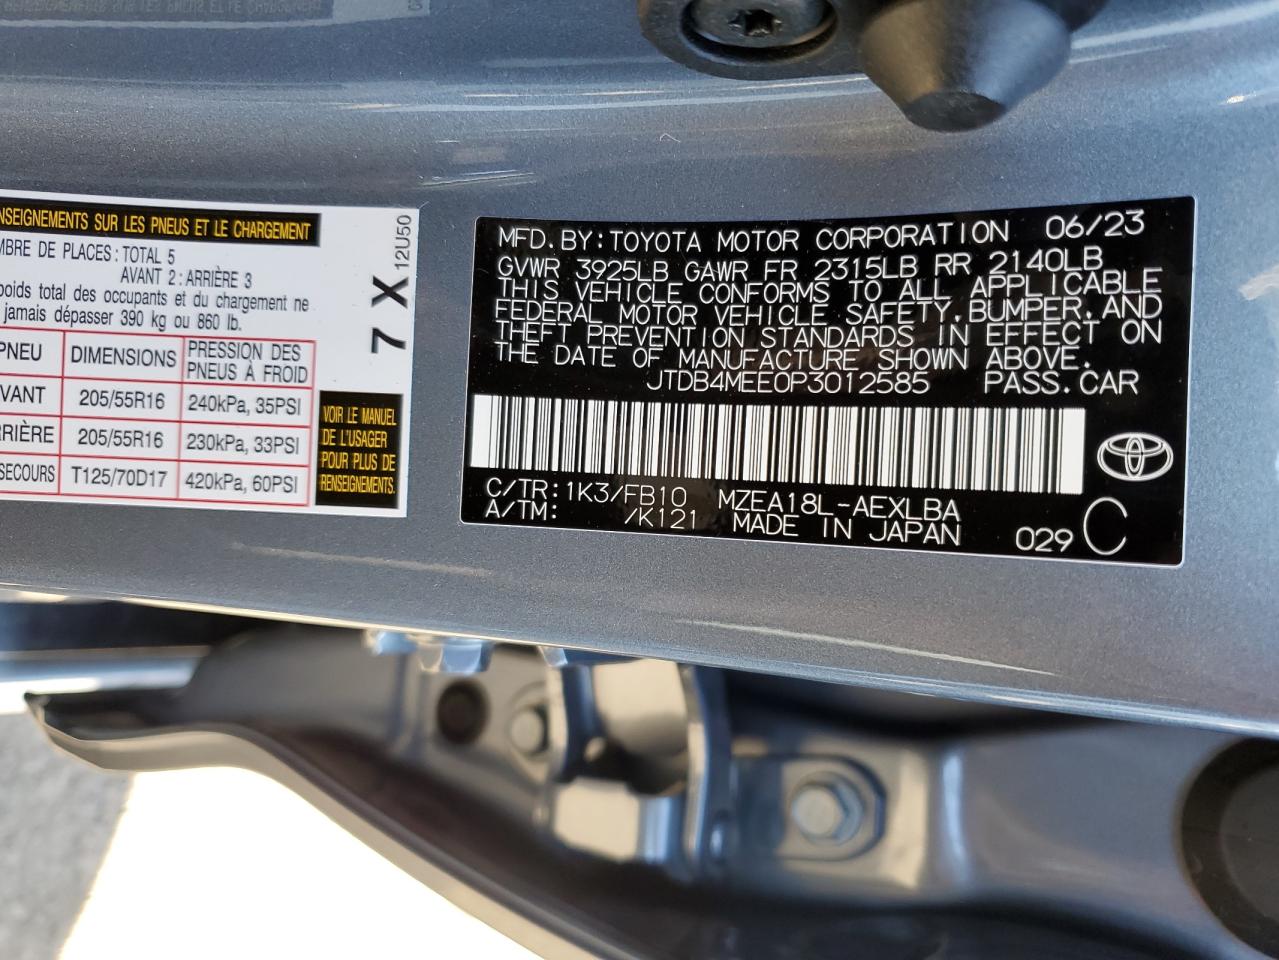 NSEIGNEMENTS SUR LES PNEUS ET LE CHARGEMENT
MBRE DE PLACES: TOTAL 5
AVANT 2: ARRIÈRE 3
poids total des occupants et du chargement ne
jamais dépasser 390 kg ou 860 lb.
PNEU DIMENSIONS PRESSION DES PNEUS À FROID
VANT 205/55R16 240kPa, 35PSI
RRIÈRE 205/55R16 230kPa, 33PSI
SECOURS T125/70D17 420kPa, 60PSI
VOIR LE MANUEL
DE L'USAGER
POUR PLUS DE
RENSEIGNEMENTS.
7 X 12U50
MFD. BY: TOYOTA MOTOR CORPORATION 06/23
GVWR 3925LB GAWR FR 2315LB RR 2140LB
THIS VEHICLE CONFORMS TO ALL APPLICABLE
FEDERAL MOTOR VEHICLE SAFETY, BUMPER, AND
THEFT PREVENTION STANDARDS IN EFFECT ON
THE DATE OF MANUFACTURE SHOWN ABOVE.
JTDB4MEE0P3012585 PASS. CAR
C/TR: 1K3/FB10 MZEA18L-AEXLBA
A/TM: /K121 MADE IN JAPAN 029 C